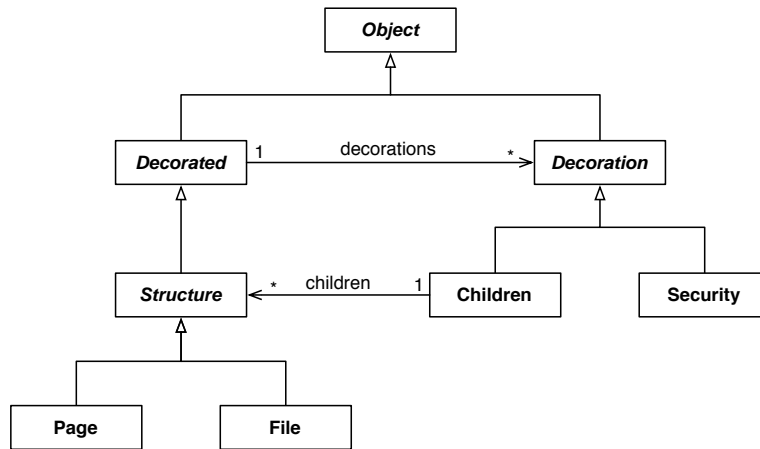 Object
Decorated
1
decorations
*
Decoration
Structure
*
children
1
Children
Security
Page
File